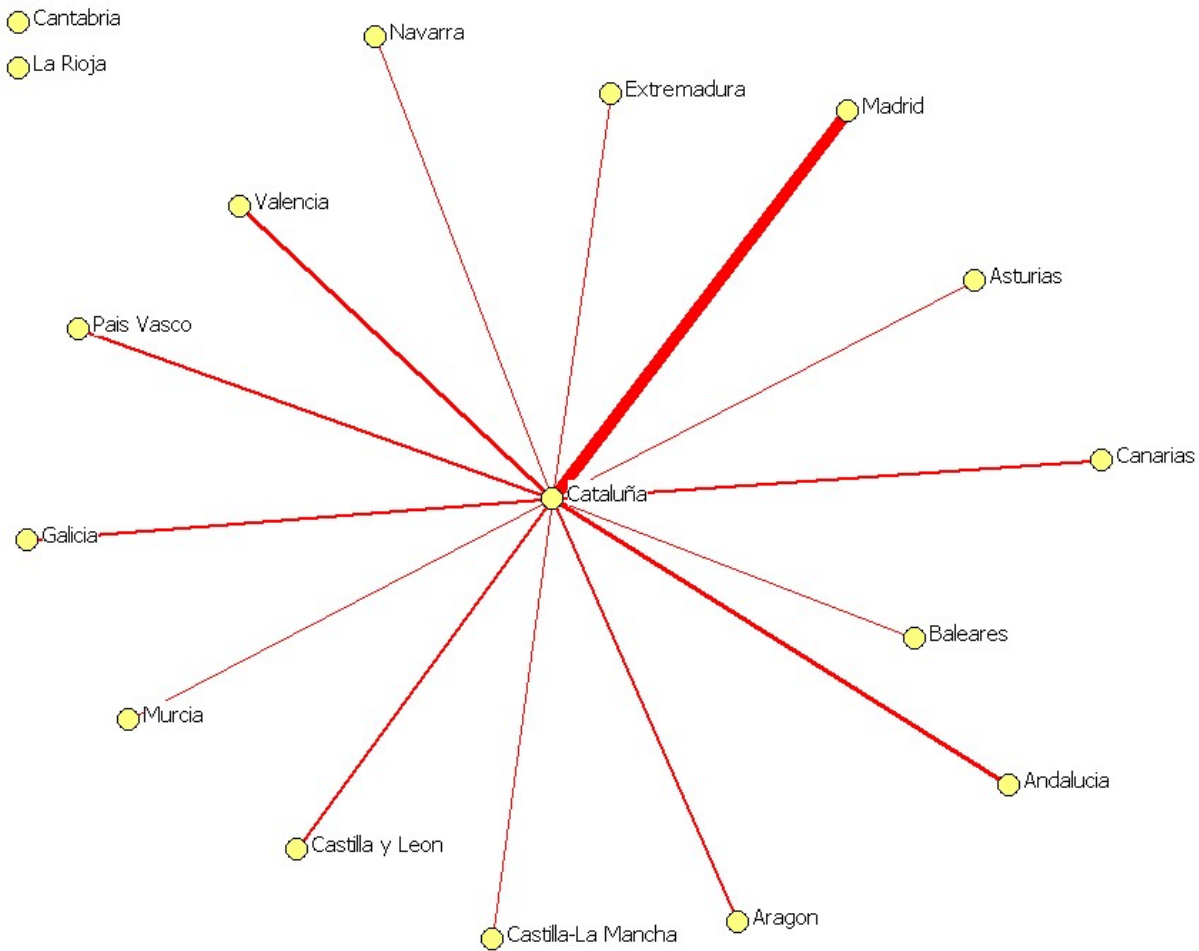 Cantabria
Navarra
La Rioja
Extremadura
Madrid
Valencia
Asturias
Pais Vasco
Canarias
Cataluña
Galicia
Baleares
Murcia
Andalucia
Castilla y Leon
Aragon
Castilla-La Mancha